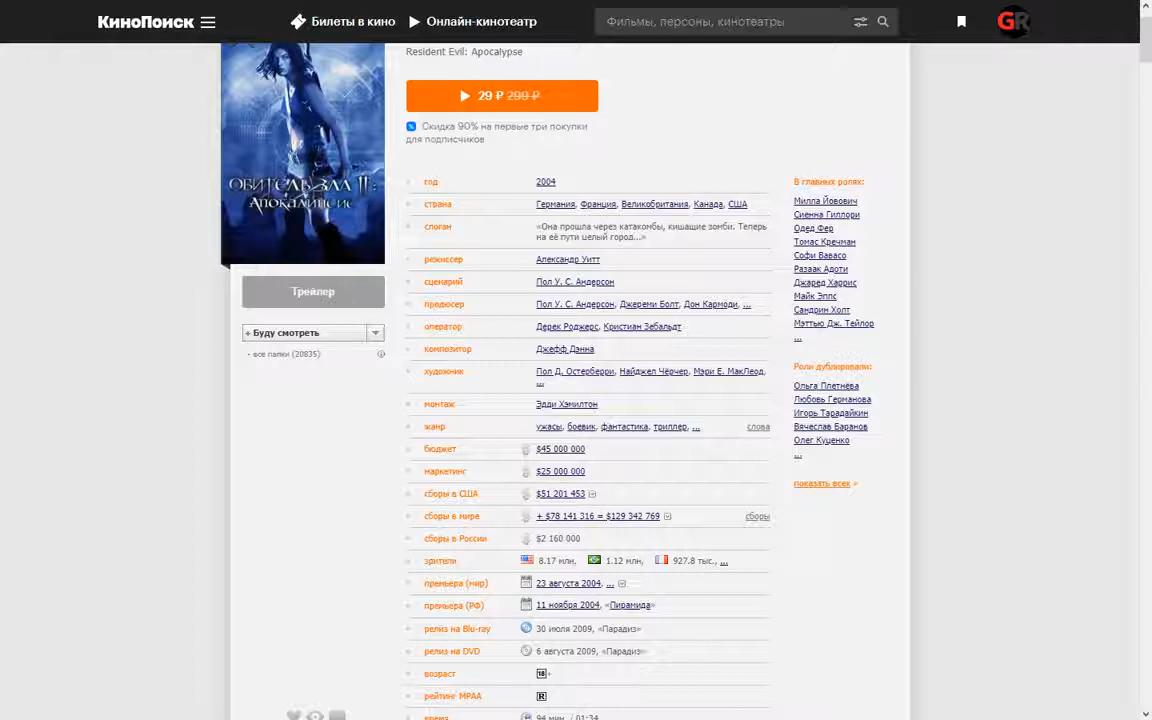 КиноПоиск
Билеты в кино
Онлайн-кинотеатр
Фильмы, персоны, кинотеатры
GR
Resident Evil: Apocalypse
29 ₽ 299 ₽
Скидка 90% на первые три покупки
для подписчиков
ОБИТЕЛЬ ЗЛА II:
АПОКАЛИПСИС
Трейлер
+ Буду смотреть
- все папки (20835)
год 2004
страна Германия, Франция, Великобритания, Канада, США
слоган «Она прошла через катакомбы, кишащие зомби. Теперь
на её пути целый город...»
режиссер Александр Уитт
сценарий Пол У. С. Андерсон
продюсер Пол У. С. Андерсон, Джереми Болт, Дон Кармоди, ...
оператор Дерек Роджерс, Кристиан Зебальдт
композитор Джефф Дэнна
художник Пол Д. Остерберри, Найджел Чёрчер, Мэри Е. МакЛеод,
...
монтаж Эдди Хэмилтон
жанр ужасы, боевик, фантастика, триллер, ... слова
бюджет $45 000 000
маркетинг $25 000 000
сборы в США $51 201 453
сборы в мире + $78 141 316 = $129 342 769 сборы
сборы в России $2 160 000
зрители 8.17 млн, 1.12 млн, 927.8 тыс., ...
премьера (мир) 23 августа 2004, ...
премьера (РФ) 11 ноября 2004, «Пирамида»
релиз на Blu-ray 30 июля 2009, «Парадиз»
релиз на DVD 6 августа 2009, «Парадиз»
возраст 18+
рейтинг MPAA R
время 94 мин. / 01:34
В главных ролях:
Милла Йовович
Сиенна Гиллори
Одед Фер
Томас Кречман
Софи Вавасо
Разаак Адоти
Джаред Харрис
Майк Эппс
Сандрин Холт
Мэттью Дж. Тейлор
...
Роли дублировали:
Ольга Плетнёва
Любовь Германова
Игорь Тарадайкин
Вячеслав Баранов
Олег Куценко
...
показать всех »